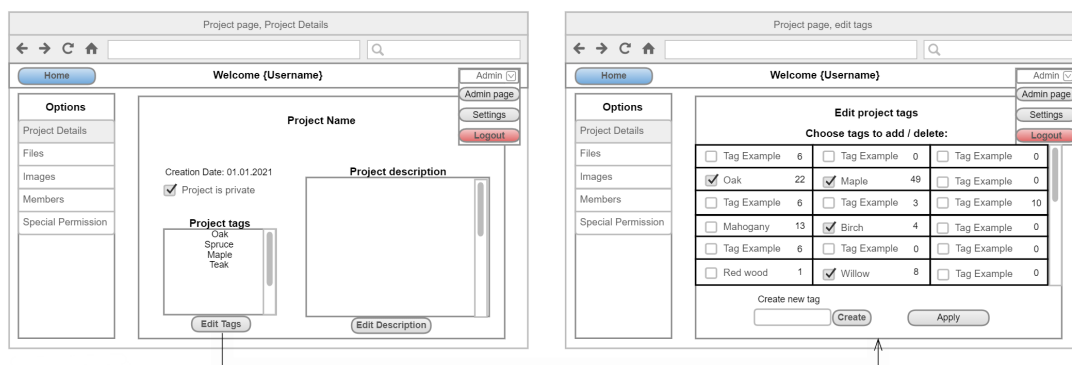 Project page, Project Details
Home
Welcome {Username}
Admin
Admin page
Settings
Logout
Options
Project Details
Files
Images
Members
Special Permission
Project Name
Creation Date: 01.01.2021
Project is private
Project tags
Oak
Spruce
Maple
Teak
Edit Tags
Project description
Edit Description
Project page, edit tags
Home
Welcome {Username}
Admin
Admin page
Settings
Logout
Options
Project Details
Files
Images
Members
Special Permission
Edit project tags
Choose tags to add / delete:
Tag Example 6 Tag Example 0 Tag Example 0
Oak 22 Maple 49 Tag Example 0
Tag Example 6 Tag Example 3 Tag Example 10
Mahogany 13 Birch 4 Tag Example 0
Tag Example 6 Tag Example 0 Tag Example 0
Red wood 1 Willow 8 Tag Example 0
Create new tag
Create
Apply